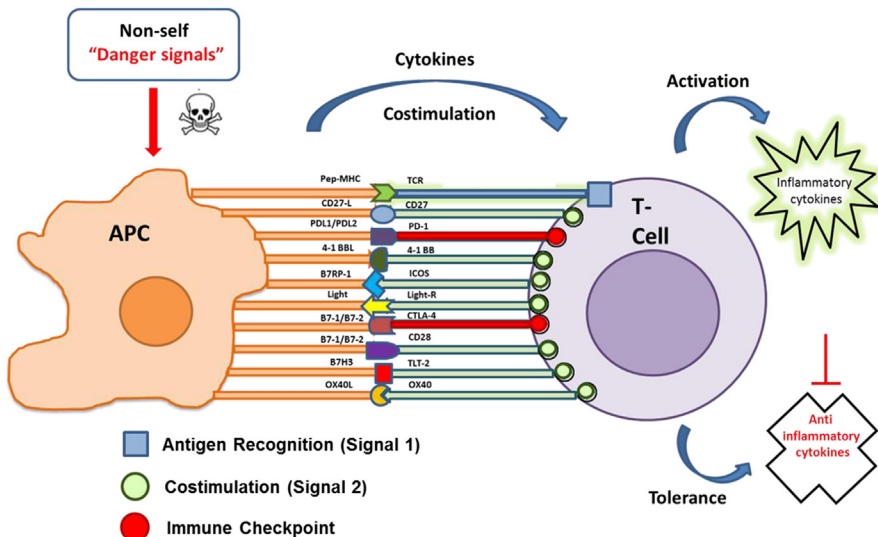 Non-self
“Danger signals”
Cytokines
Costimulation
Activation
Inflammatory
cytokines
Pep-MHC
TCR
CD27-L
CD27
PDL1/PDL2
PD-1
4-1 BBL
4-1 BB
B7RP-1
ICOS
Light
Light-R
B7-1/B7-2
CTLA-4
B7-1/B7-2
CD28
B7H3
TLT-2
OX40L
OX40
APC
T-
Cell
Anti
inflammatory
cytokines
Tolerance
Antigen Recognition (Signal 1)
Costimulation (Signal 2)
Immune Checkpoint